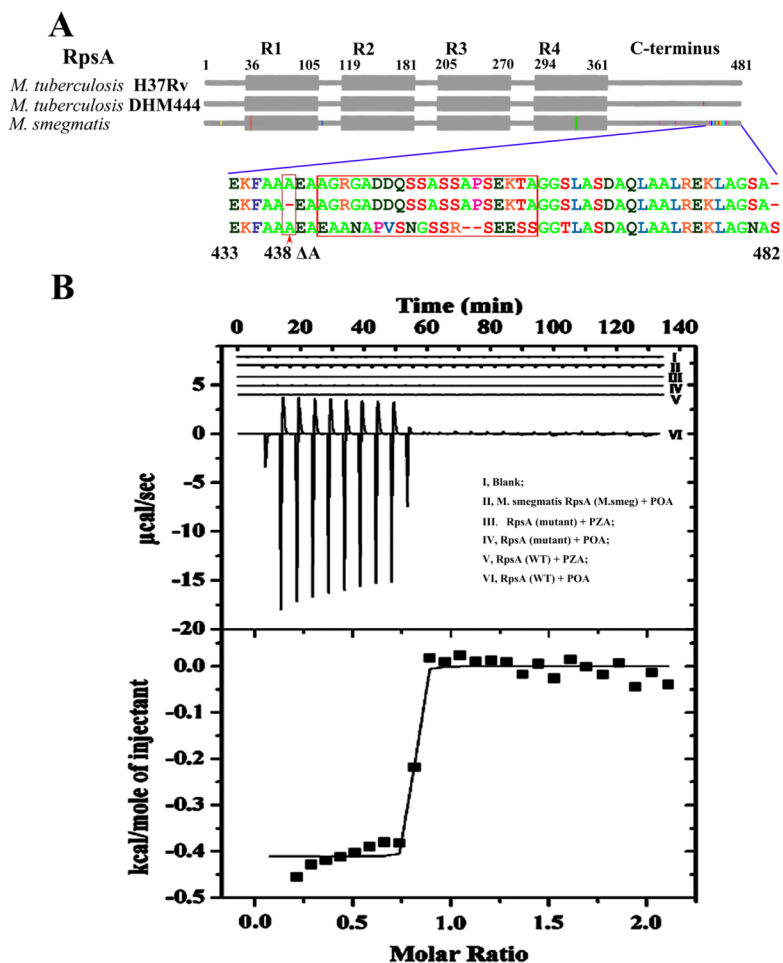 A
RpsA
R1 R2 R3 R4 C-terminus
1 36 105 119 181 205 270 294 361 481
M. tuberculosis H37Rv
M. tuberculosis DHM444
M. smegmatis
EKFAAAEAAGRGADDQSSASSAPSEKTAGGSLASDAQLAALREKLAGSA-
EKFAA-EAAGRGADDQSSASSAPSEKTAGGSLASDAQLAALREKLAGSA-
EKFAAAEAEAANAPVSNGSSR--SEESSGGTLASDAQLAALREKLAGNAS
433 438 ΔA 482
B
Time (min)
0 20 40 60 80 100 120 140
I
II
III
IV
V
VI
5
0
-5
-10
-15
-20
µcal/sec
I, Blank;
II, M. smegmatis RpsA (M.smeg) + POA
III. RpsA (mutant) + PZA;
IV, RpsA (mutant) + POA;
V, RpsA (WT) + PZA;
VI, RpsA (WT) + POA
0.0
-0.1
-0.2
-0.3
-0.4
-0.5
kcal/mole of injectant
0.0 0.5 1.0 1.5 2.0
Molar Ratio